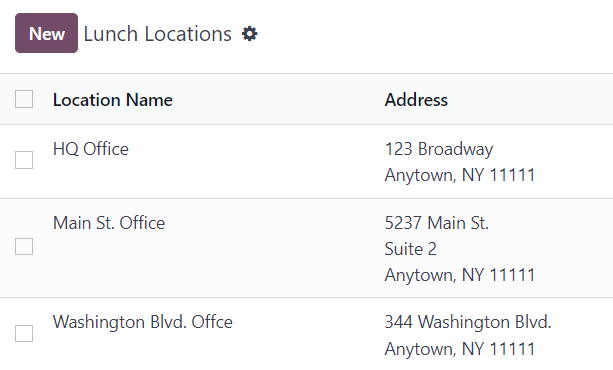 New Lunch Locations
Location Name Address
HQ Office 123 Broadway
Anytown, NY 11111
Main St. Office 5237 Main St.
Suite 2
Anytown, NY 11111
Washington Blvd. Offce 344 Washington Blvd.
Anytown, NY 11111